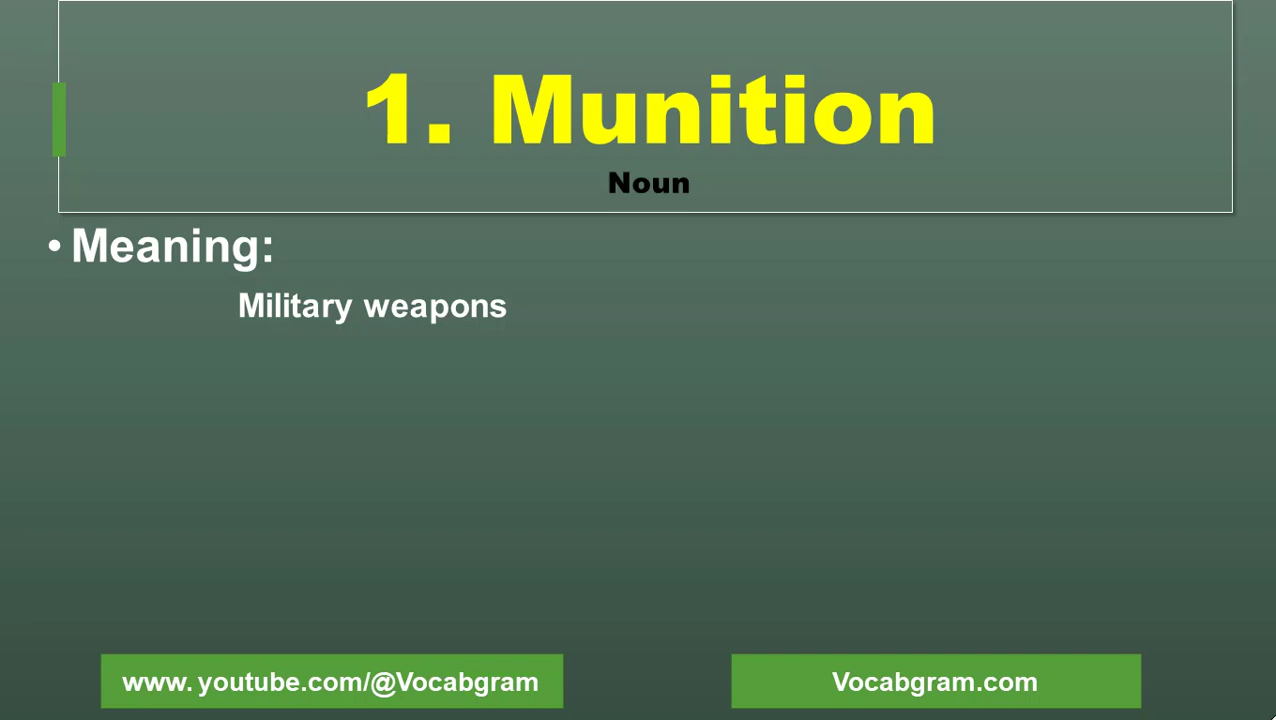 1. Munition
Noun
• Meaning:
Military weapons
www. youtube.com/@Vocabgram
Vocabgram.com